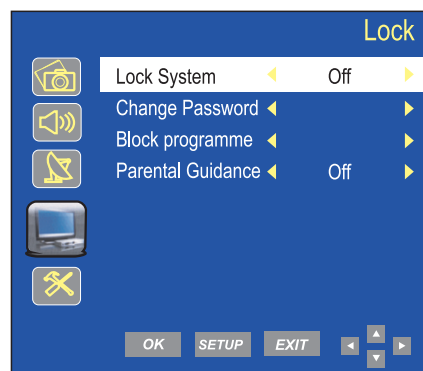 Lock
Lock System Off
Change Password
Block programme
Parental Guidance Off
OK SETUP EXIT